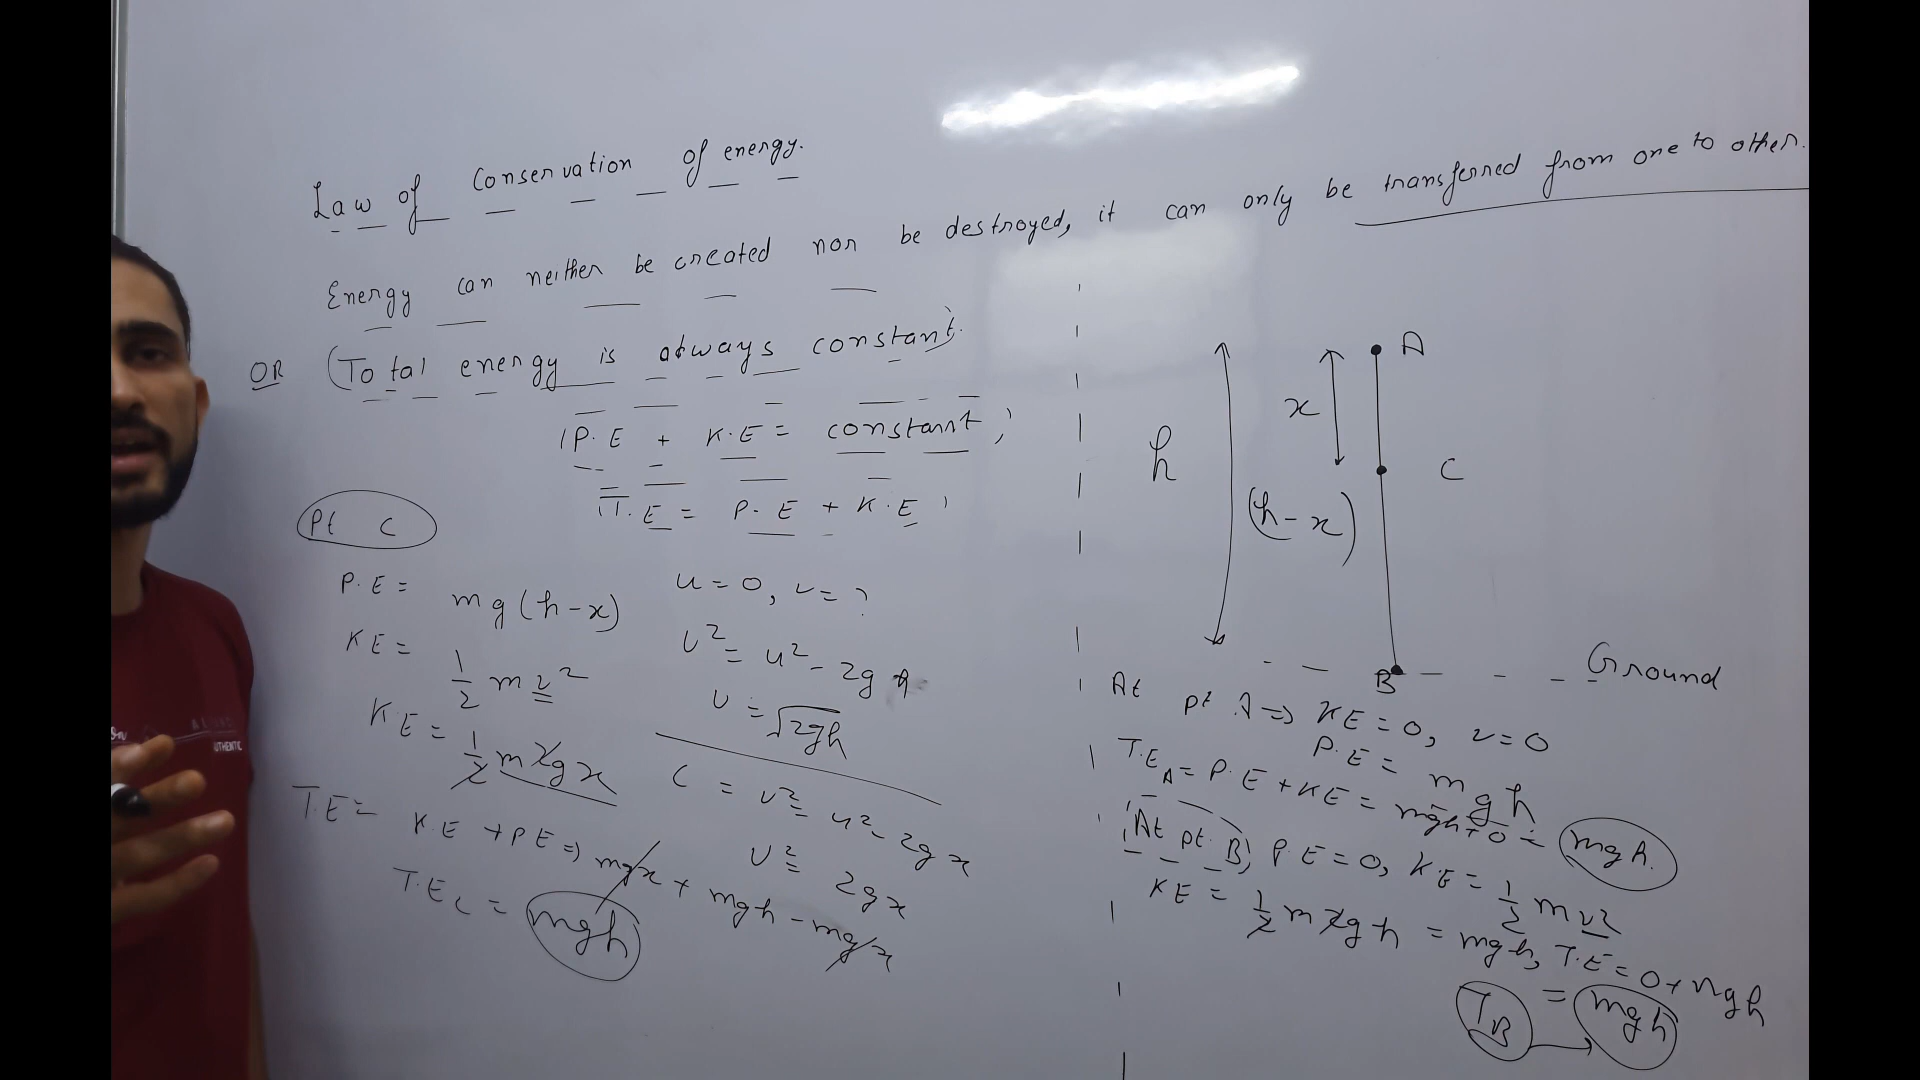 Law of Conservation of energy.
Energy can neither be created nor be destroyed, it can only be transferred from one to other.
OR (Total energy is always constant).
P.E + K.E = constant
T.E = P.E + K.E
Pt C
P.E = mg(h-x)
KE = 1/2 mv²
KE = 1/2 m2gx
T.E = K.E + PE ⇒ mgx + mgh - mgx
T.E_C = mgh
u = 0, v = ?
v² = u² - 2gh
v = √2gh
C = v² = u² - 2gx
v² = 2gx
A
x
h
C
(h-x)
B
Ground
At pt A ⇒ KE = 0, v = 0
P.E = mgh
T.E_A = P.E + KE = mgh + 0 = mgh.
At pt. B, P.E = 0, K.E = 1/2 mv²
KE = 1/2 m2gh = mgh, T.E = 0 + mgh
T_B = mgh
AUTHENTIC